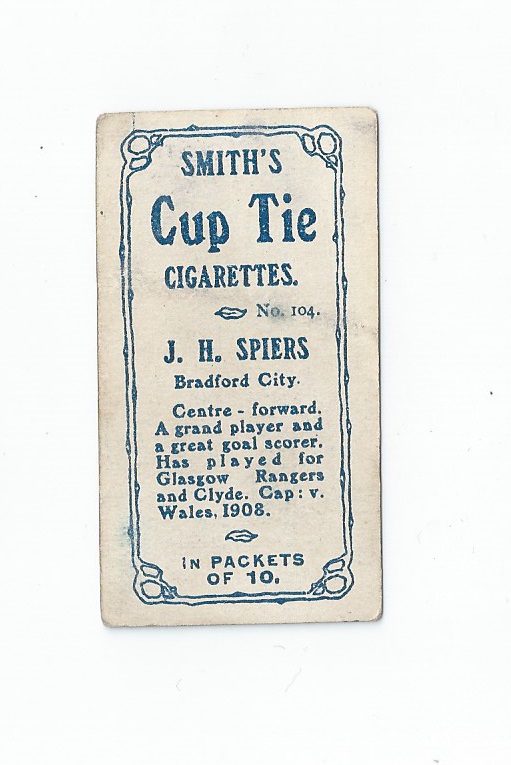 SMITH'S
Cup Tie
CIGARETTES.
No. 104.
J. H. SPIERS
Bradford City.
Centre - forward.
A grand player and
a great goal scorer.
Has played for
Glasgow Rangers
and Clyde. Cap: v.
Wales, 1908.
IN PACKETS
OF 10.